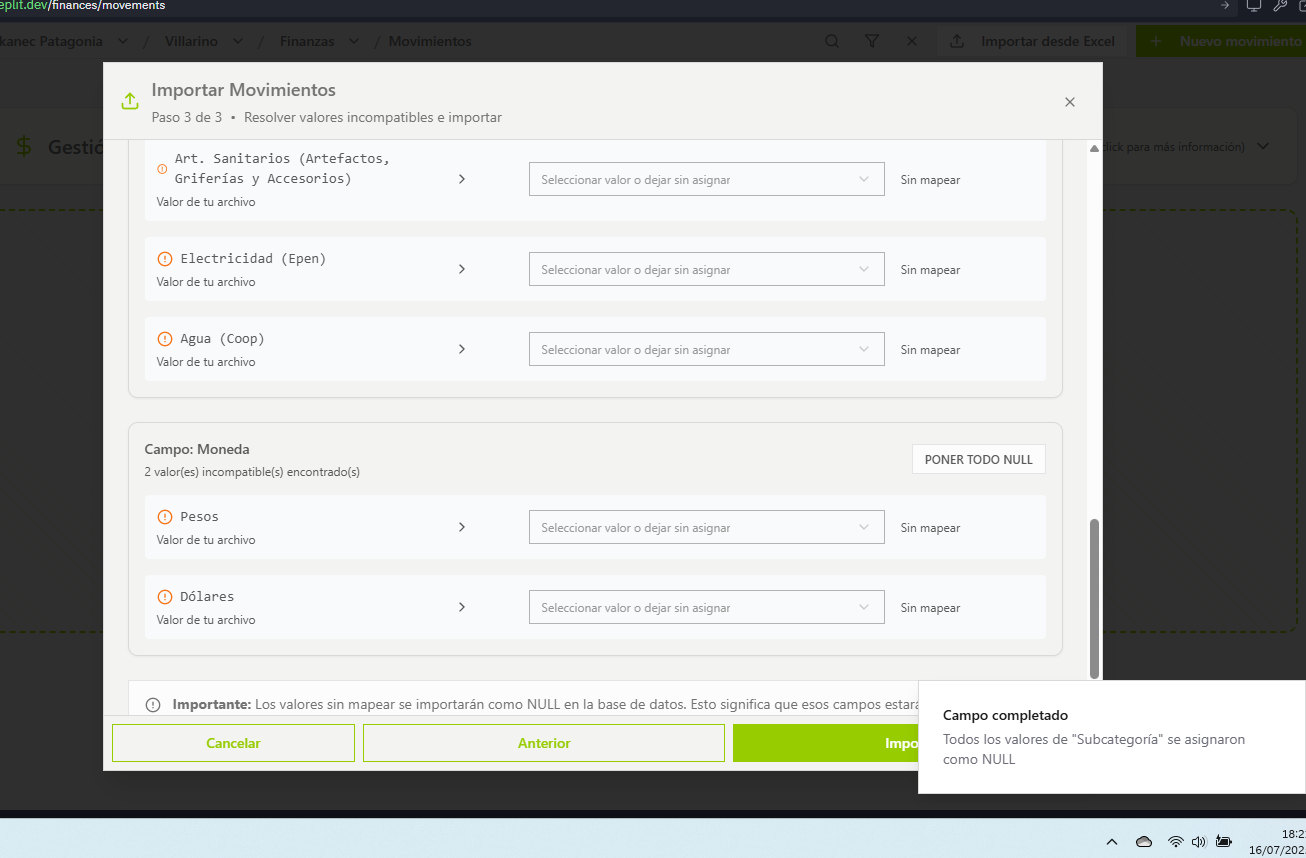 eplit.dev/finances/movements
kanec Patagonia / Villarino / Finanzas / Movimientos
Importar desde Excel
+ Nuevo movimiento
Importar Movimientos
Paso 3 de 3 • Resolver valores incompatibles e importar
$ Gestió
click para más información)
Art. Sanitarios (Artefactos,
Griferías y Accesorios)
Valor de tu archivo
Seleccionar valor o dejar sin asignar
Sin mapear
Electricidad (Epen)
Valor de tu archivo
Seleccionar valor o dejar sin asignar
Sin mapear
Agua (Coop)
Valor de tu archivo
Seleccionar valor o dejar sin asignar
Sin mapear
Campo: Moneda
2 valor(es) incompatible(s) encontrado(s)
PONER TODO NULL
Pesos
Valor de tu archivo
Seleccionar valor o dejar sin asignar
Sin mapear
Dólares
Valor de tu archivo
Seleccionar valor o dejar sin asignar
Sin mapear
Importante: Los valores sin mapear se importarán como NULL en la base de datos. Esto significa que esos campos estará
Cancelar
Anterior
Impo
Campo completado
Todos los valores de "Subcategoría" se asignaron
como NULL
18:2
16/07/202